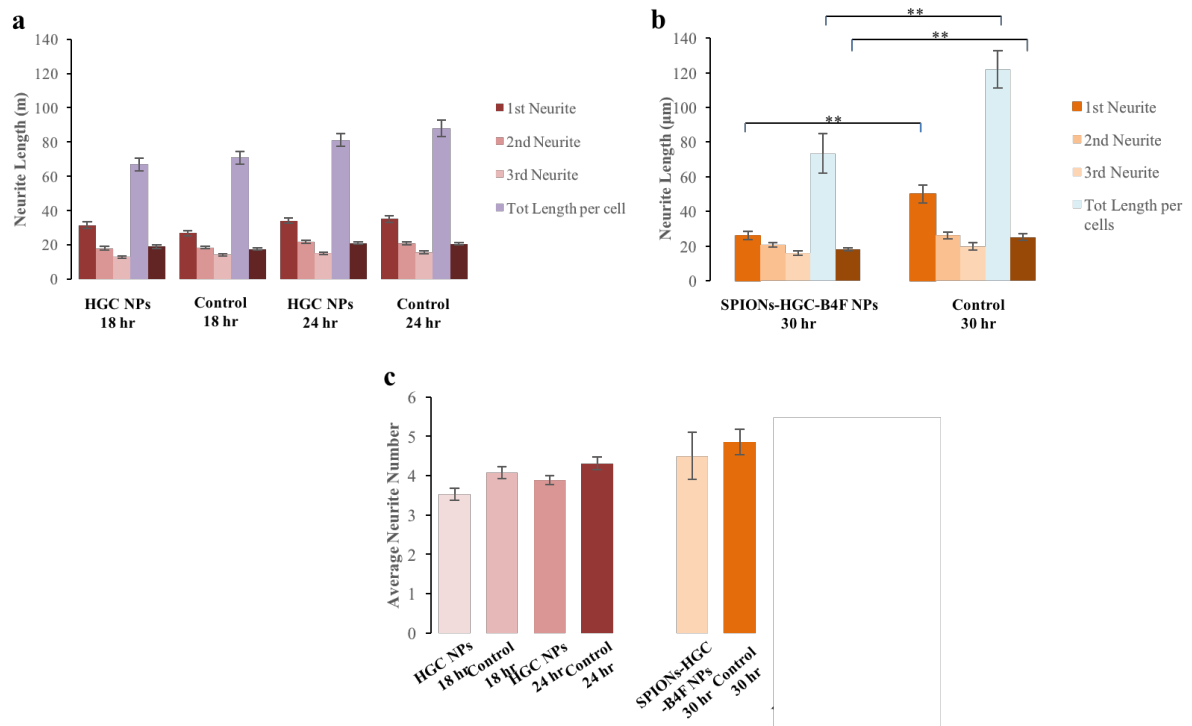 a
140
120
100
80
60
40
20
0
Neurite Length (m)
1st Neurite
2nd Neurite
3rd Neurite
Tot Length per cell
HGC NPs
18 hr
Control
18 hr
HGC NPs
24 hr
Control
24 hr
b
**
**
**
140
120
100
80
60
40
20
0
Neurite Length (µm)
1st Neurite
2nd Neurite
3rd Neurite
Tot Length per
cells
SPIONs-HGC-B4F NPs
30 hr
Control
30 hr
c
6
5
4
3
2
1
0
Average Neurite Number
HGC NPs
18 hr
Control
18 hr
HGC NPs
24 hr
Control
24 hr
SPIONs-HGC
-B4F NPs
30 hr
Control
30 hr